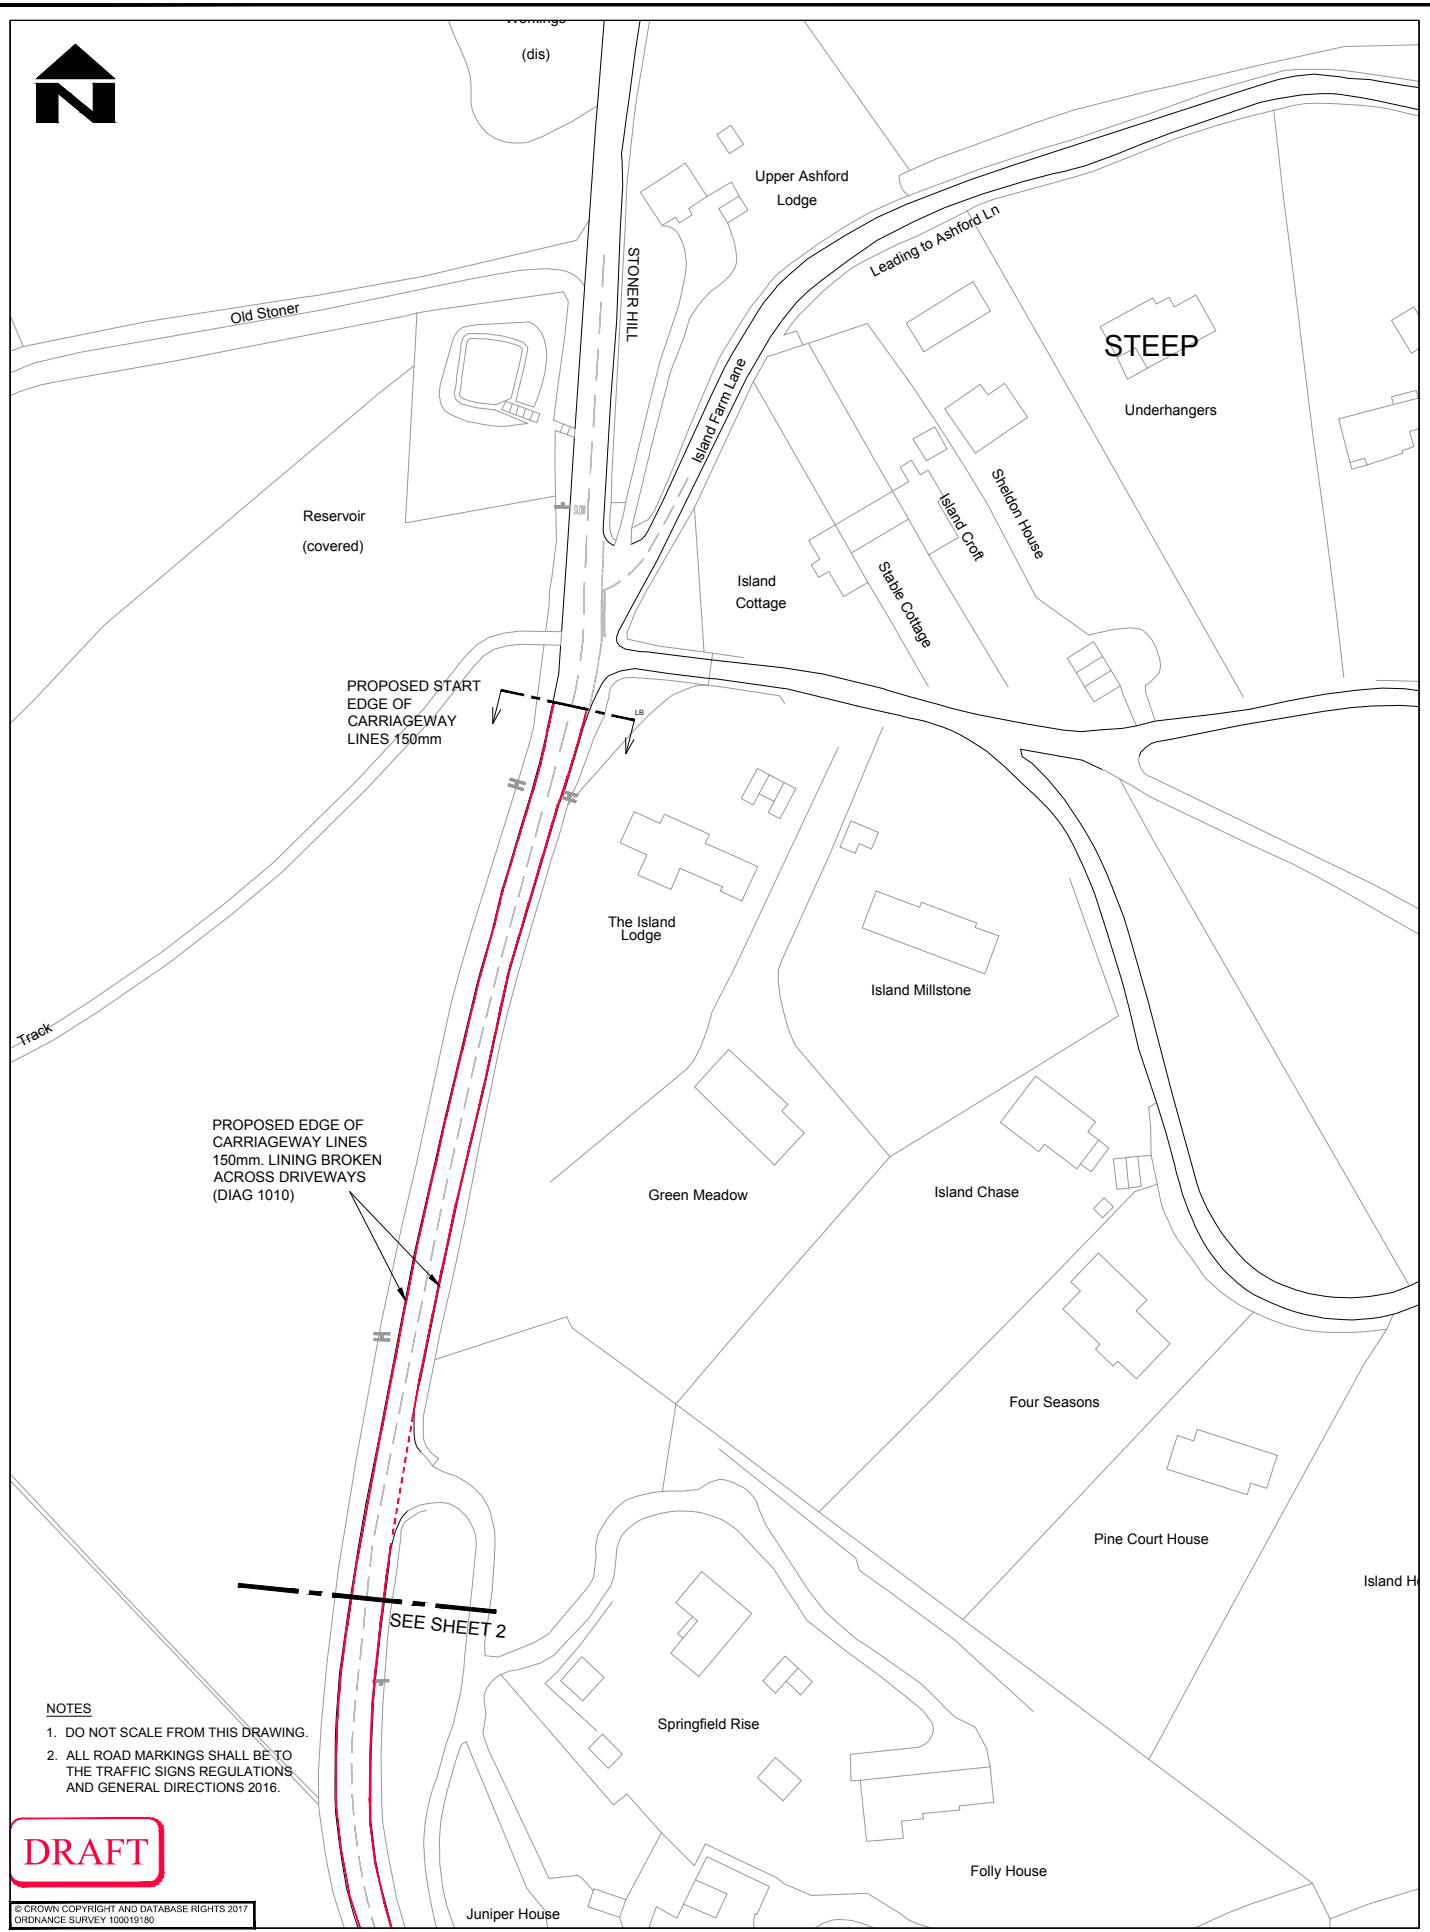 Workings
(dis)
N
Upper Ashford
Lodge
Leading to Ashford Ln
STONER HILL
Old Stoner
STEEP
Underhangers
Island Farm Lane
Sheldon House
Island Croft
Reservoir
(covered)
SLOW
Stable Cottage
Island
Cottage
PROPOSED START
EDGE OF
CARRIAGEWAY
LINES 150mm
LB
The Island
Lodge
Island Millstone
Track
PROPOSED EDGE OF
CARRIAGEWAY LINES
150mm. LINING BROKEN
ACROSS DRIVEWAYS
(DIAG 1010)
Green Meadow
Island Chase
Four Seasons
Pine Court House
Island H
SEE SHEET 2
Springfield Rise
NOTES
1. DO NOT SCALE FROM THIS DRAWING.
2. ALL ROAD MARKINGS SHALL BE TO
THE TRAFFIC SIGNS REGULATIONS
AND GENERAL DIRECTIONS 2016.
DRAFT
Folly House
Juniper House
© CROWN COPYRIGHT AND DATABASE RIGHTS 2017
ORDNANCE SURVEY 100019180